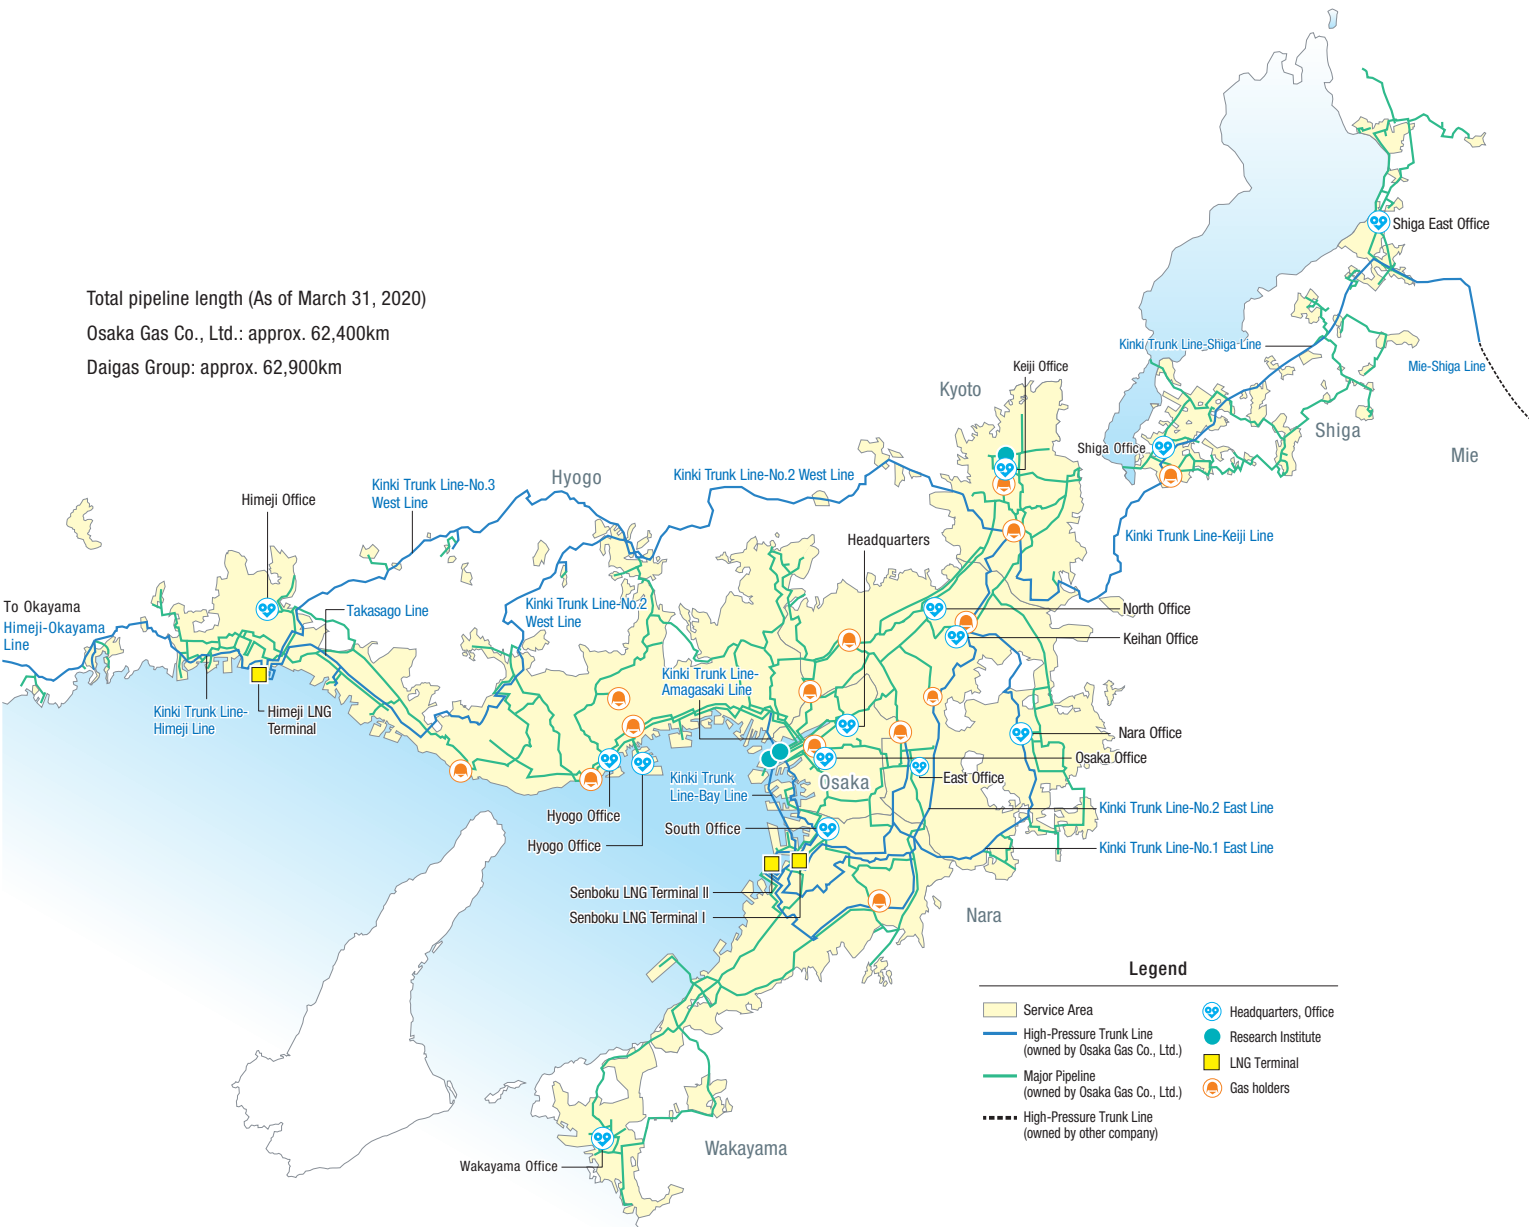 Total pipeline length (As of March 31, 2020)
Osaka Gas Co., Ltd.: approx. 62,400km
Daigas Group: approx. 62,900km
Shiga East Office
Kinki Trunk Line-Shiga Line
Mie-Shiga Line
Keiji Office
Kyoto
Shiga
Shiga Office
Mie
Hyogo
Kinki Trunk Line-No.2 West Line
Kinki Trunk Line-No.3
West Line
Himeji Office
Headquarters
Kinki Trunk Line-Keiji Line
To Okayama
Himeji-Okayama
Line
Takasago Line
Kinki Trunk Line-No.2
West Line
North Office
Keihan Office
Kinki Trunk Line-
Amagasaki Line
Kinki Trunk Line-
Himeji Line
Himeji LNG
Terminal
Nara Office
Osaka Office
Kinki Trunk
Line-Bay Line
Osaka
East Office
Hyogo Office
Hyogo Office
South Office
Kinki Trunk Line-No.2 East Line
Kinki Trunk Line-No.1 East Line
Senboku LNG Terminal II
Senboku LNG Terminal I
Nara
Wakayama
Wakayama Office
Legend
Service Area
High-Pressure Trunk Line
(owned by Osaka Gas Co., Ltd.)
Major Pipeline
(owned by Osaka Gas Co., Ltd.)
High-Pressure Trunk Line
(owned by other company)
Headquarters, Office
Research Institute
LNG Terminal
Gas holders